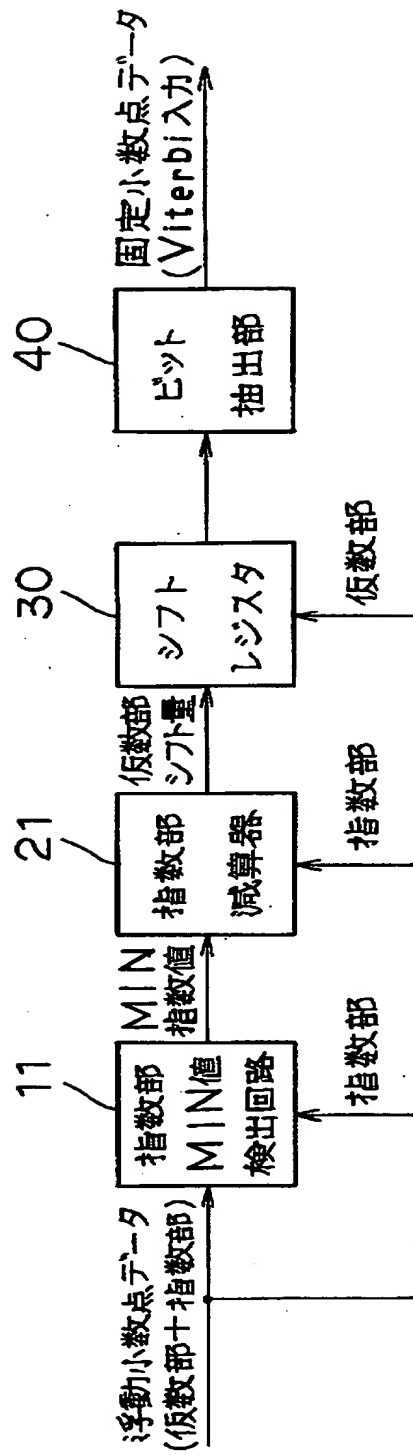 浮動小数点データ
(仮数部+指数部)
11
指数部
MIN値
検出回路
指数部
MIN
指数値
21
指数部
減算器
指数部
仮数部
シフト量
30
シフト
レジスタ
仮数部
40
ビット
抽出部
固定小数点データ
(Viterbi入力)